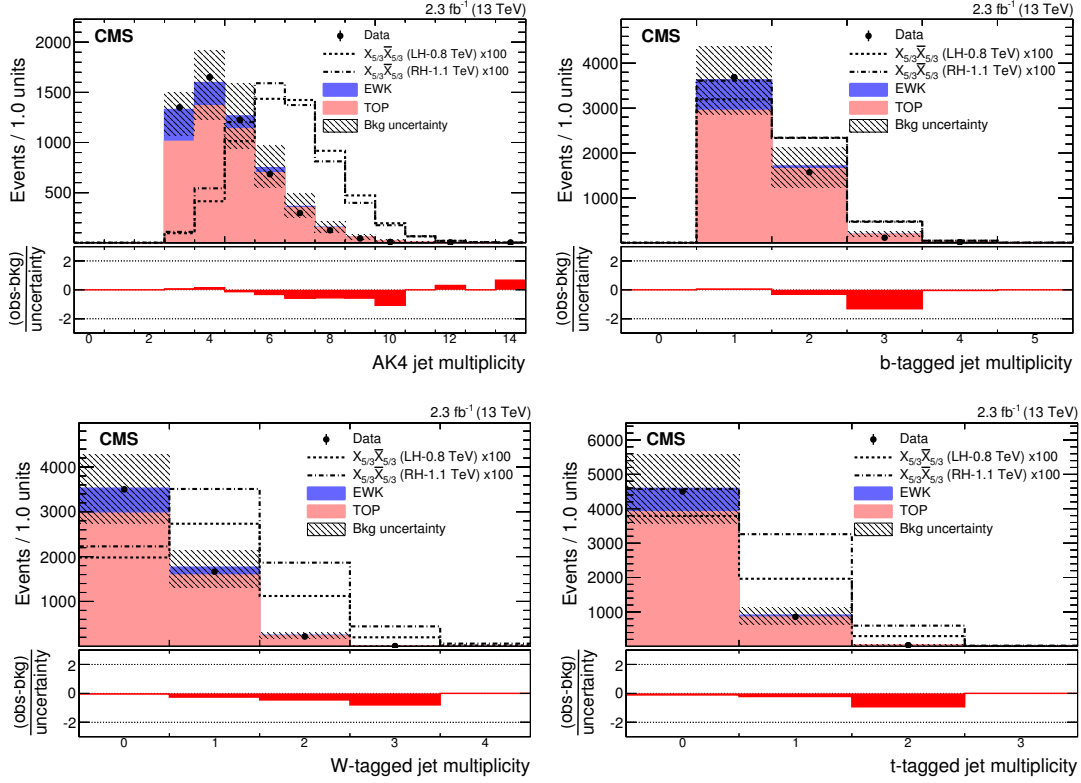 2.3 fb⁻¹ (13 TeV)
CMS
Data
X₅/₃X̅₅/₃ (LH-0.8 TeV) x100
X₅/₃X̅₅/₃ (RH-1.1 TeV) x100
EWK
TOP
Bkg uncertainty
Events / 1.0 units
2000
1500
1000
500
(obs-bkg)
uncertainty
2
0
-2
0 2 4 6 8 10 12 14
AK4 jet multiplicity
2.3 fb⁻¹ (13 TeV)
CMS
Data
X₅/₃X̅₅/₃ (LH-0.8 TeV) x100
X₅/₃X̅₅/₃ (RH-1.1 TeV) x100
EWK
TOP
Bkg uncertainty
Events / 1.0 units
5000
4000
3000
2000
1000
(obs-bkg)
uncertainty
2
0
-2
0 1 2 3 4 5
b-tagged jet multiplicity
2.3 fb⁻¹ (13 TeV)
CMS
Data
X₅/₃X̅₅/₃ (LH-0.8 TeV) x100
X₅/₃X̅₅/₃ (RH-1.1 TeV) x100
EWK
TOP
Bkg uncertainty
Events / 1.0 units
4000
3000
2000
1000
(obs-bkg)
uncertainty
2
0
-2
0 1 2 3 4
W-tagged jet multiplicity
2.3 fb⁻¹ (13 TeV)
CMS
Data
X₅/₃X̅₅/₃ (LH-0.8 TeV) x100
X₅/₃X̅₅/₃ (RH-1.1 TeV) x100
EWK
TOP
Bkg uncertainty
Events / 1.0 units
6000
5000
4000
3000
2000
1000
(obs-bkg)
uncertainty
2
0
-2
0 1 2 3
t-tagged jet multiplicity